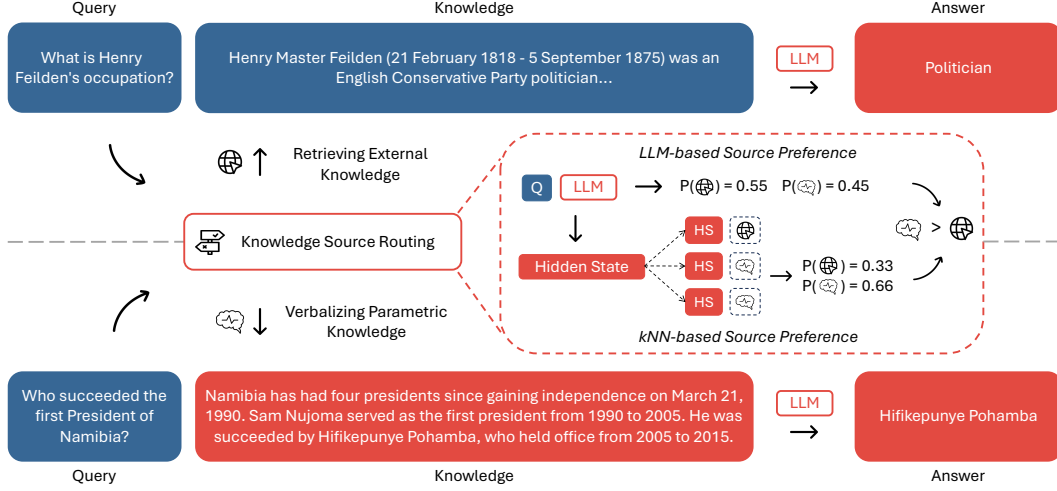 Query
Knowledge
Answer
What is Henry
Feilden's occupation?
Henry Master Feilden (21 February 1818 - 5 September 1875) was an
English Conservative Party politician...
LLM
Politician
Retrieving External
Knowledge
LLM-based Source Preference
Q
LLM
P( ) = 0.55
P( ) = 0.45
Knowledge Source Routing
HS
>
Hidden State
HS
P( ) = 0.33
P( ) = 0.66
HS
Verbalizing Parametric
Knowledge
kNN-based Source Preference
Who succeeded the
first President of
Namibia?
Namibia has had four presidents since gaining independence on March 21,
1990. Sam Nujoma served as the first president from 1990 to 2005. He was
succeeded by Hifikepunye Pohamba, who held office from 2005 to 2015.
LLM
Hifikepunye Pohamba
Query
Knowledge
Answer